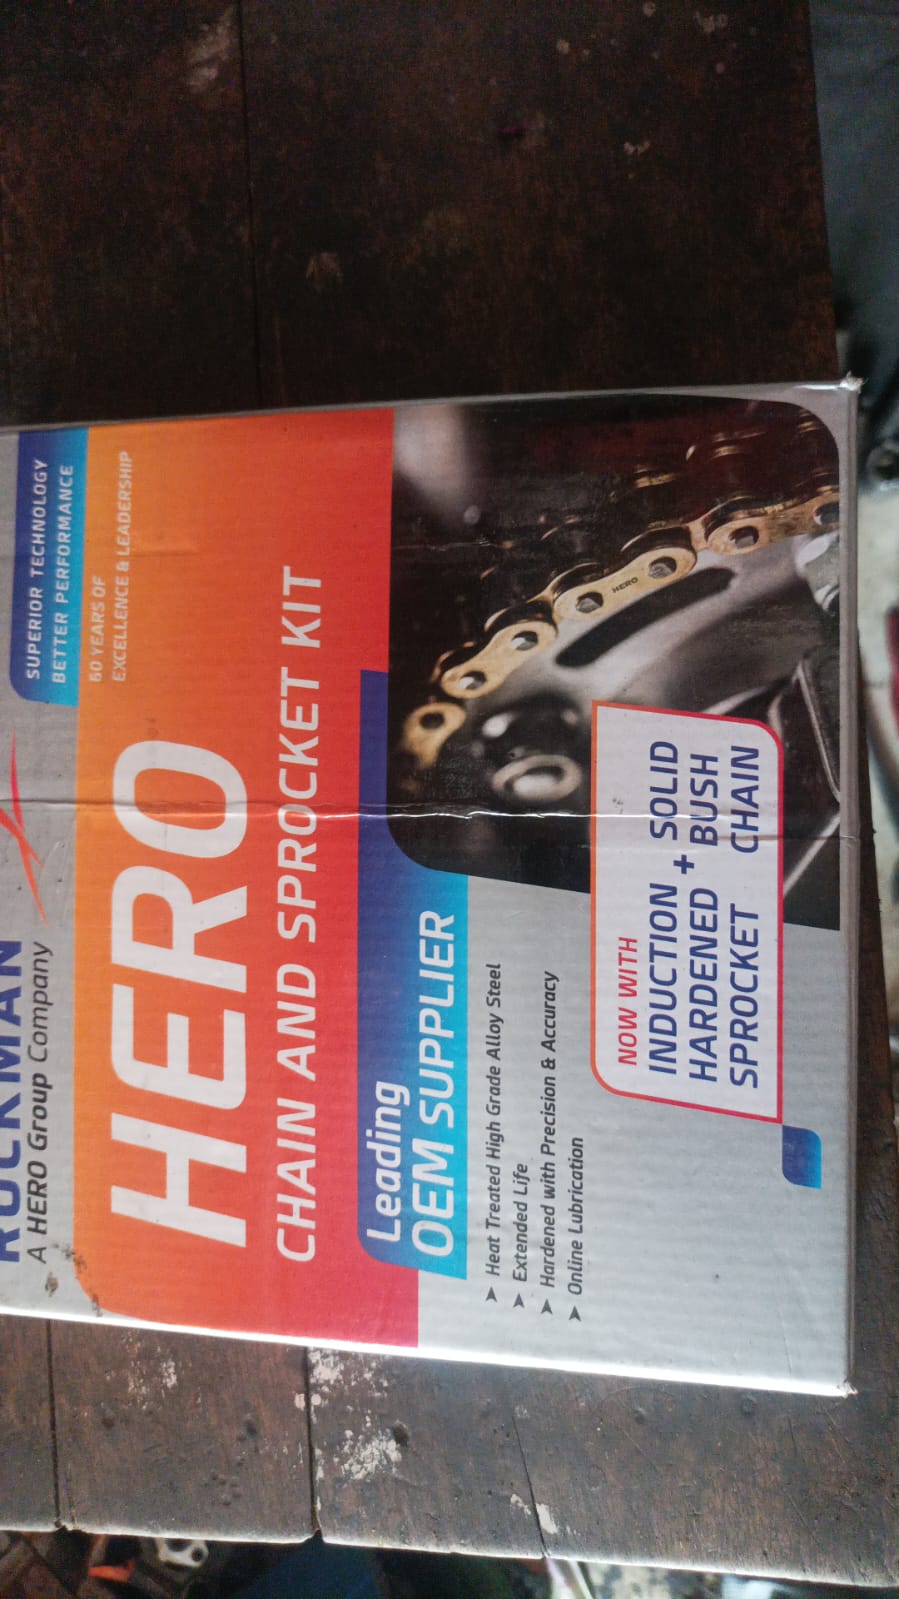 ROCKMAN
A HERO Group Company
SUPERIOR TECHNOLOGY
BETTER PERFORMANCE
60 YEARS OF
EXCELLENCE & LEADERSHIP
HERO
CHAIN AND SPROCKET KIT
Leading
OEM SUPPLIER
➤ Heat Treated High Grade Alloy Steel
➤ Extended Life
➤ Hardened with Precision & Accuracy
➤ Online Lubrication
HERO
NOW WITH
INDUCTION + SOLID
HARDENED BUSH
SPROCKET CHAIN